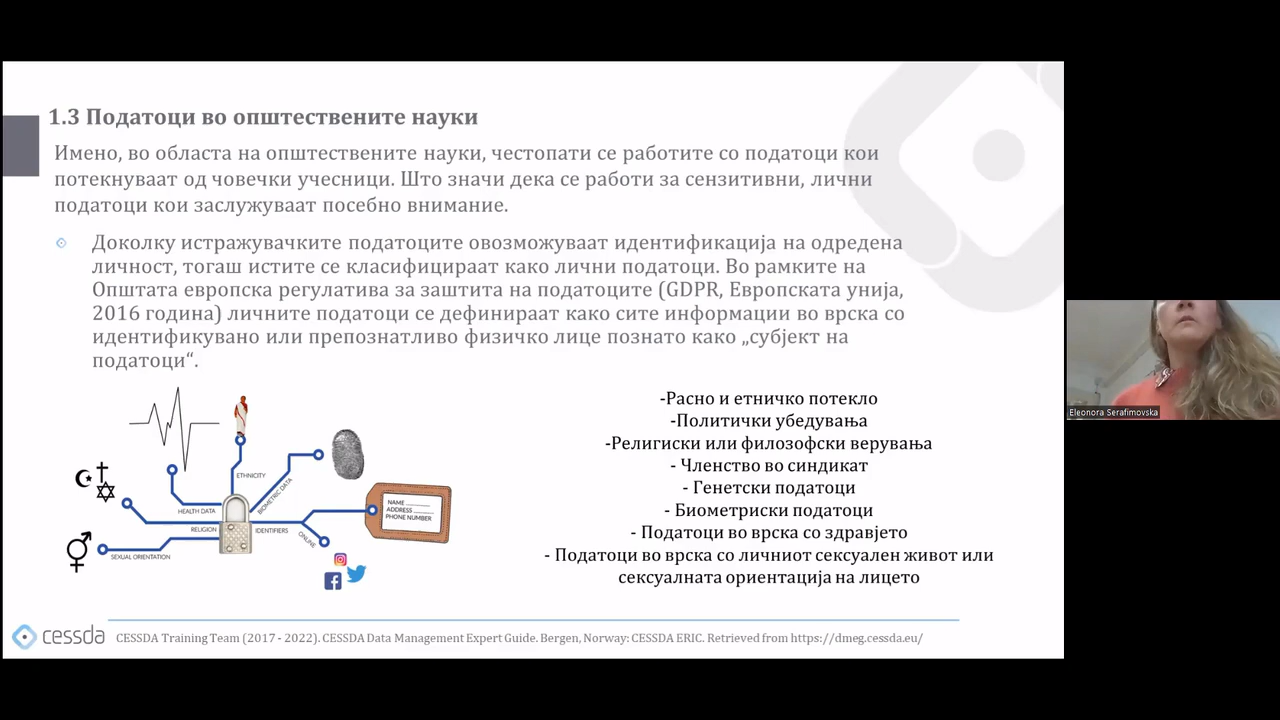 1.3 Податоци во општествените науки
Имено, во областа на општествените науки, честопати се работите со податоци кои
потекнуваат од човечки учесници. Што значи дека се работи за сензитивни, лични
податоци кои заслужуваат посебно внимание.
Доколку истражувачките податоците овозможуваат идентификација на одредена
личност, тогаш истите се класифицираат како лични податоци. Во рамките на
Општата европска регулатива за заштита на податоците (GDPR, Европската унија,
2016 година) личните податоци се дефинираат како сите информации во врска со
идентификувано или препознатливо физичко лице познато како „субјект на
податоци“.
ETHNICITY
BIOMETRIC DATA
HEALTH DATA
RELIGION
IDENTIFIERS
SEXUAL ORIENTATION
ONLINE
NAME
ADDRESS
PHONE NUMBER
-Расно и етничко потекло
-Политички убедувања
-Религиски или филозофски верувања
- Членство во синдикат
- Генетски податоци
- Биометриски податоци
- Податоци во врска со здравјето
- Податоци во врска со личниот сексуален живот или
сексуалната ориентација на лицето
cessda
CESSDA Training Team (2017 - 2022). CESSDA Data Management Expert Guide. Bergen, Norway: CESSDA ERIC. Retrieved from https://dmeg.cessda.eu/
Eleonora Serafimovska